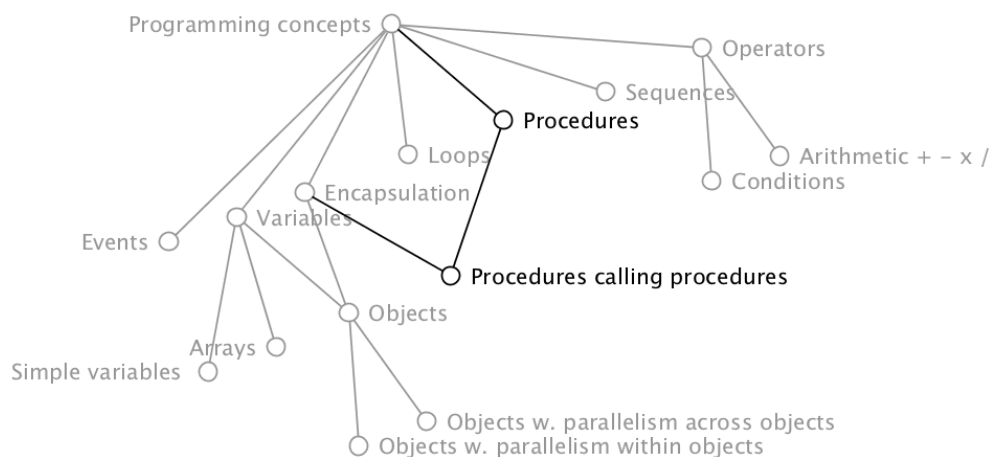 Programming concepts
Operators
Sequences
Procedures
Loops
Arithmetic + - x /
Conditions
Encapsulation
Variables
Events
Procedures calling procedures
Objects
Arrays
Simple variables
Objects w. parallelism across objects
Objects w. parallelism within objects